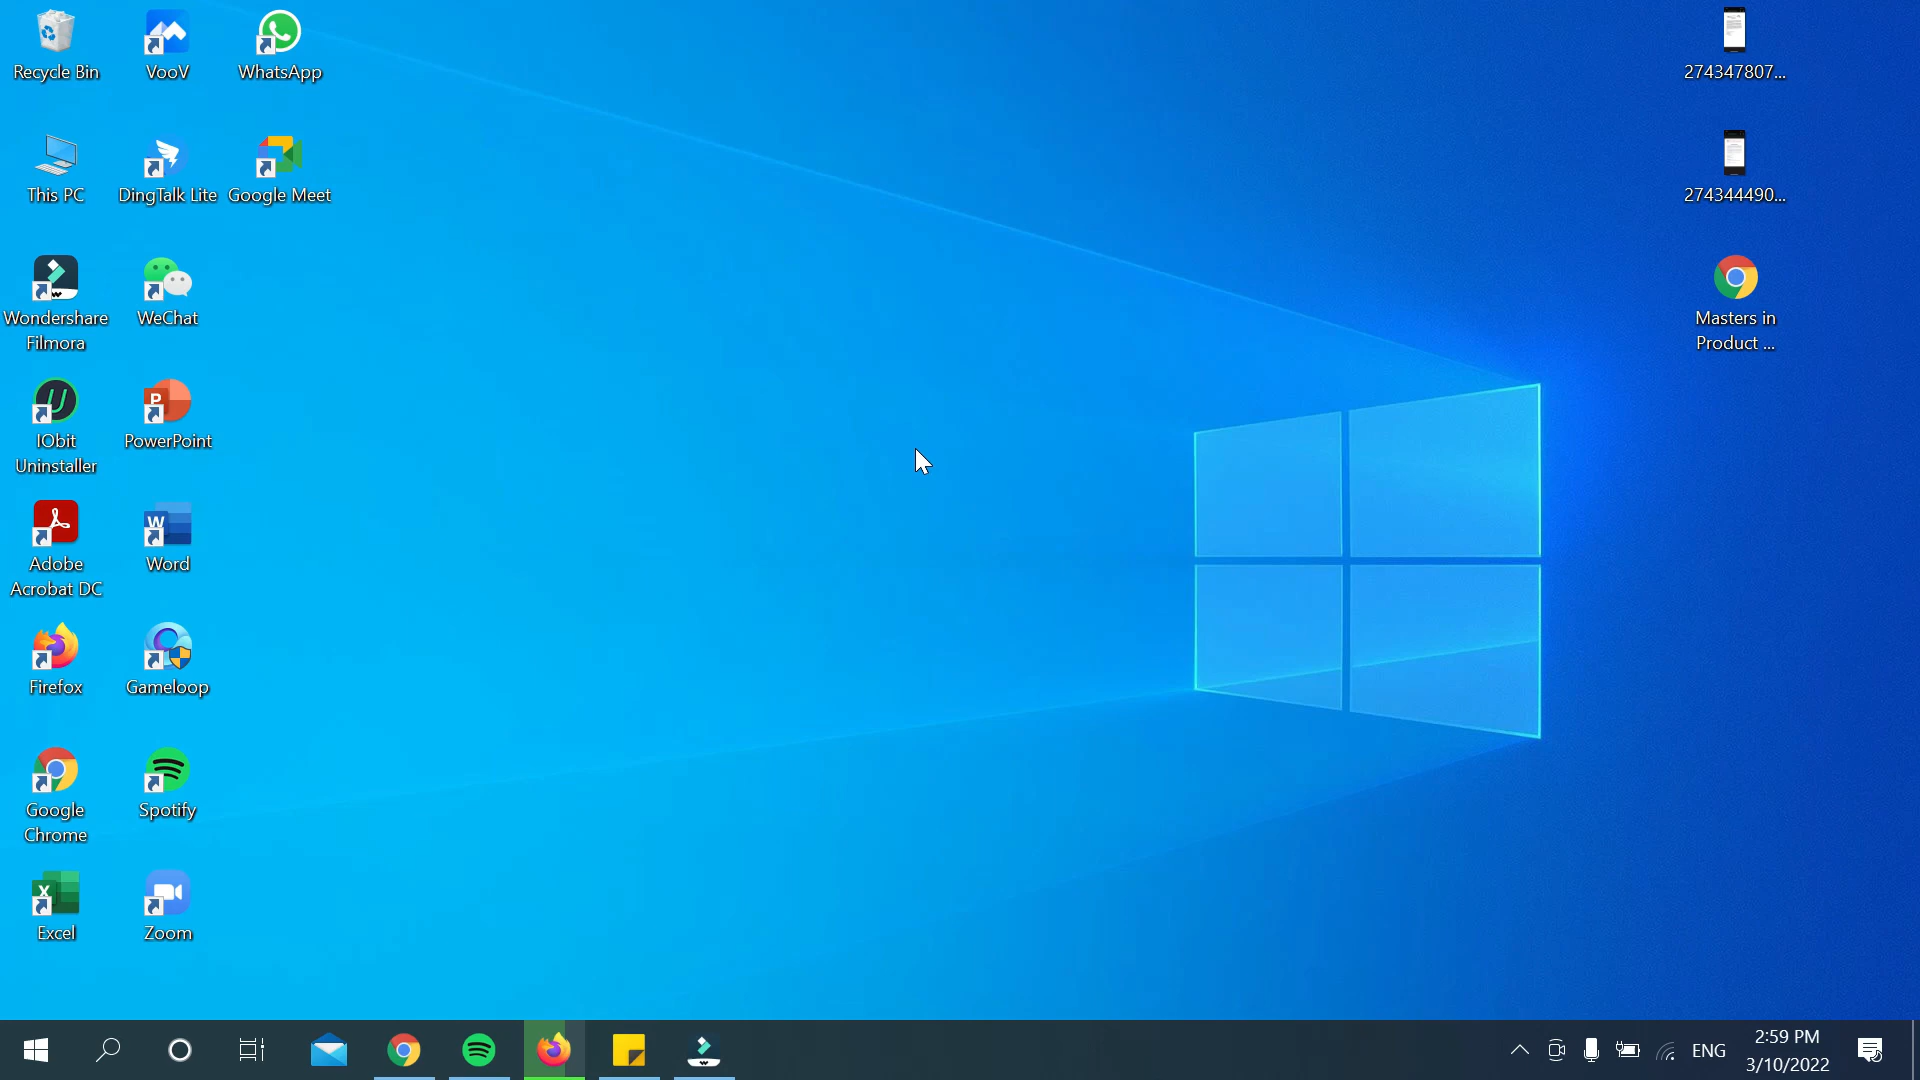 Recycle Bin
VooV
WhatsApp
274347807...
This PC
DingTalk Lite
Google Meet
274344490...
Wondershare
Filmora
WeChat
Masters in
Product ...
IObit
Uninstaller
PowerPoint
Adobe
Acrobat DC
Word
Firefox
Gameloop
Google
Chrome
Spotify
Excel
Zoom
ENG
2:59 PM
3/10/2022